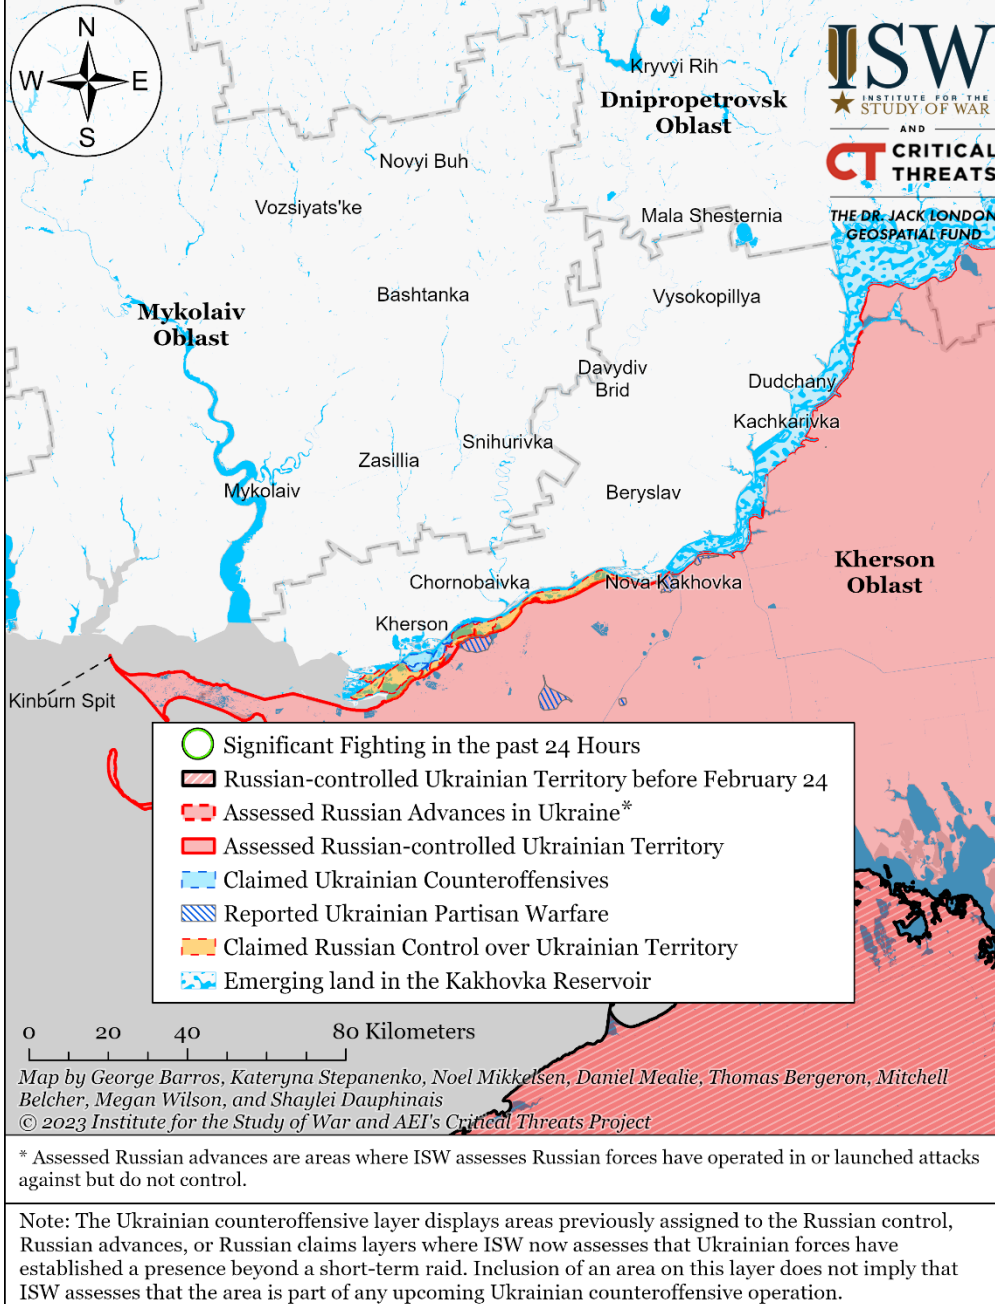 N
W
E
S
ISW
INSTITUTE FOR THE
STUDY OF WAR
AND
CT CRITICAL
THREATS
THE DR. JACK LONDON
GEOSPATIAL FUND
Kryvyi Rih
Dnipropetrovsk
Oblast
Novyi Buh
Vozsiyats'ke
Mala Shesternia
Bashtanka
Vysokopillya
Mykolaiv
Oblast
Davydiv
Brid
Dudchany
Kachkarivka
Snihurivka
Zasillia
Mykolaiv
Beryslav
Kherson
Oblast
Chornobaivka
Nova Kakhovka
Kherson
Kinburn Spit
Significant Fighting in the past 24 Hours
Russian-controlled Ukrainian Territory before February 24
Assessed Russian Advances in Ukraine*
Assessed Russian-controlled Ukrainian Territory
Claimed Ukrainian Counteroffensives
Reported Ukrainian Partisan Warfare
Claimed Russian Control over Ukrainian Territory
Emerging land in the Kakhovka Reservoir
0 20 40 80 Kilometers
Map by George Barros, Kateryna Stepanenko, Noel Mikkelsen, Daniel Mealie, Thomas Bergeron, Mitchell
Belcher, Megan Wilson, and Shaylei Dauphinais
© 2023 Institute for the Study of War and AEI's Critical Threats Project
* Assessed Russian advances are areas where ISW assesses Russian forces have operated in or launched attacks
against but do not control.
Note: The Ukrainian counteroffensive layer displays areas previously assigned to the Russian control,
Russian advances, or Russian claims layers where ISW now assesses that Ukrainian forces have
established a presence beyond a short-term raid. Inclusion of an area on this layer does not imply that
ISW assesses that the area is part of any upcoming Ukrainian counteroffensive operation.